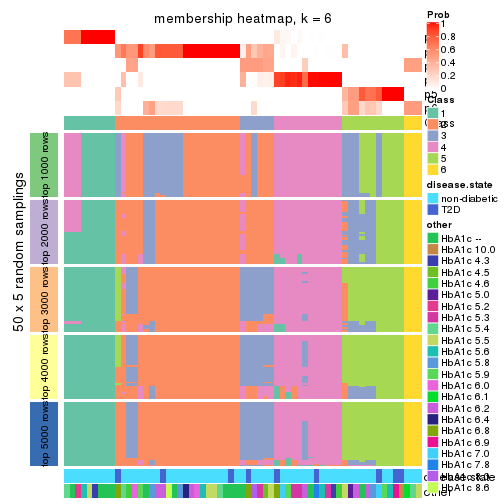 membership heatmap, k = 6
50 x 5 random samplings
top 1000 rows
top 2000 rows
top 3000 rows
top 4000 rows
top 5000 rows
Prob
1
0.8
0.6
0.4
0.2
0
Class
1
2
3
4
5
6
disease.state
non-diabetic
T2D
other
HbA1c --
HbA1c 10.0
HbA1c 4.3
HbA1c 4.5
HbA1c 4.6
HbA1c 5.0
HbA1c 5.2
HbA1c 5.3
HbA1c 5.4
HbA1c 5.5
HbA1c 5.6
HbA1c 5.8
HbA1c 5.9
HbA1c 6.0
HbA1c 6.1
HbA1c 6.2
HbA1c 6.4
HbA1c 6.8
HbA1c 6.9
HbA1c 7.0
HbA1c 7.8
HbA1c 8.6
disease.state
other